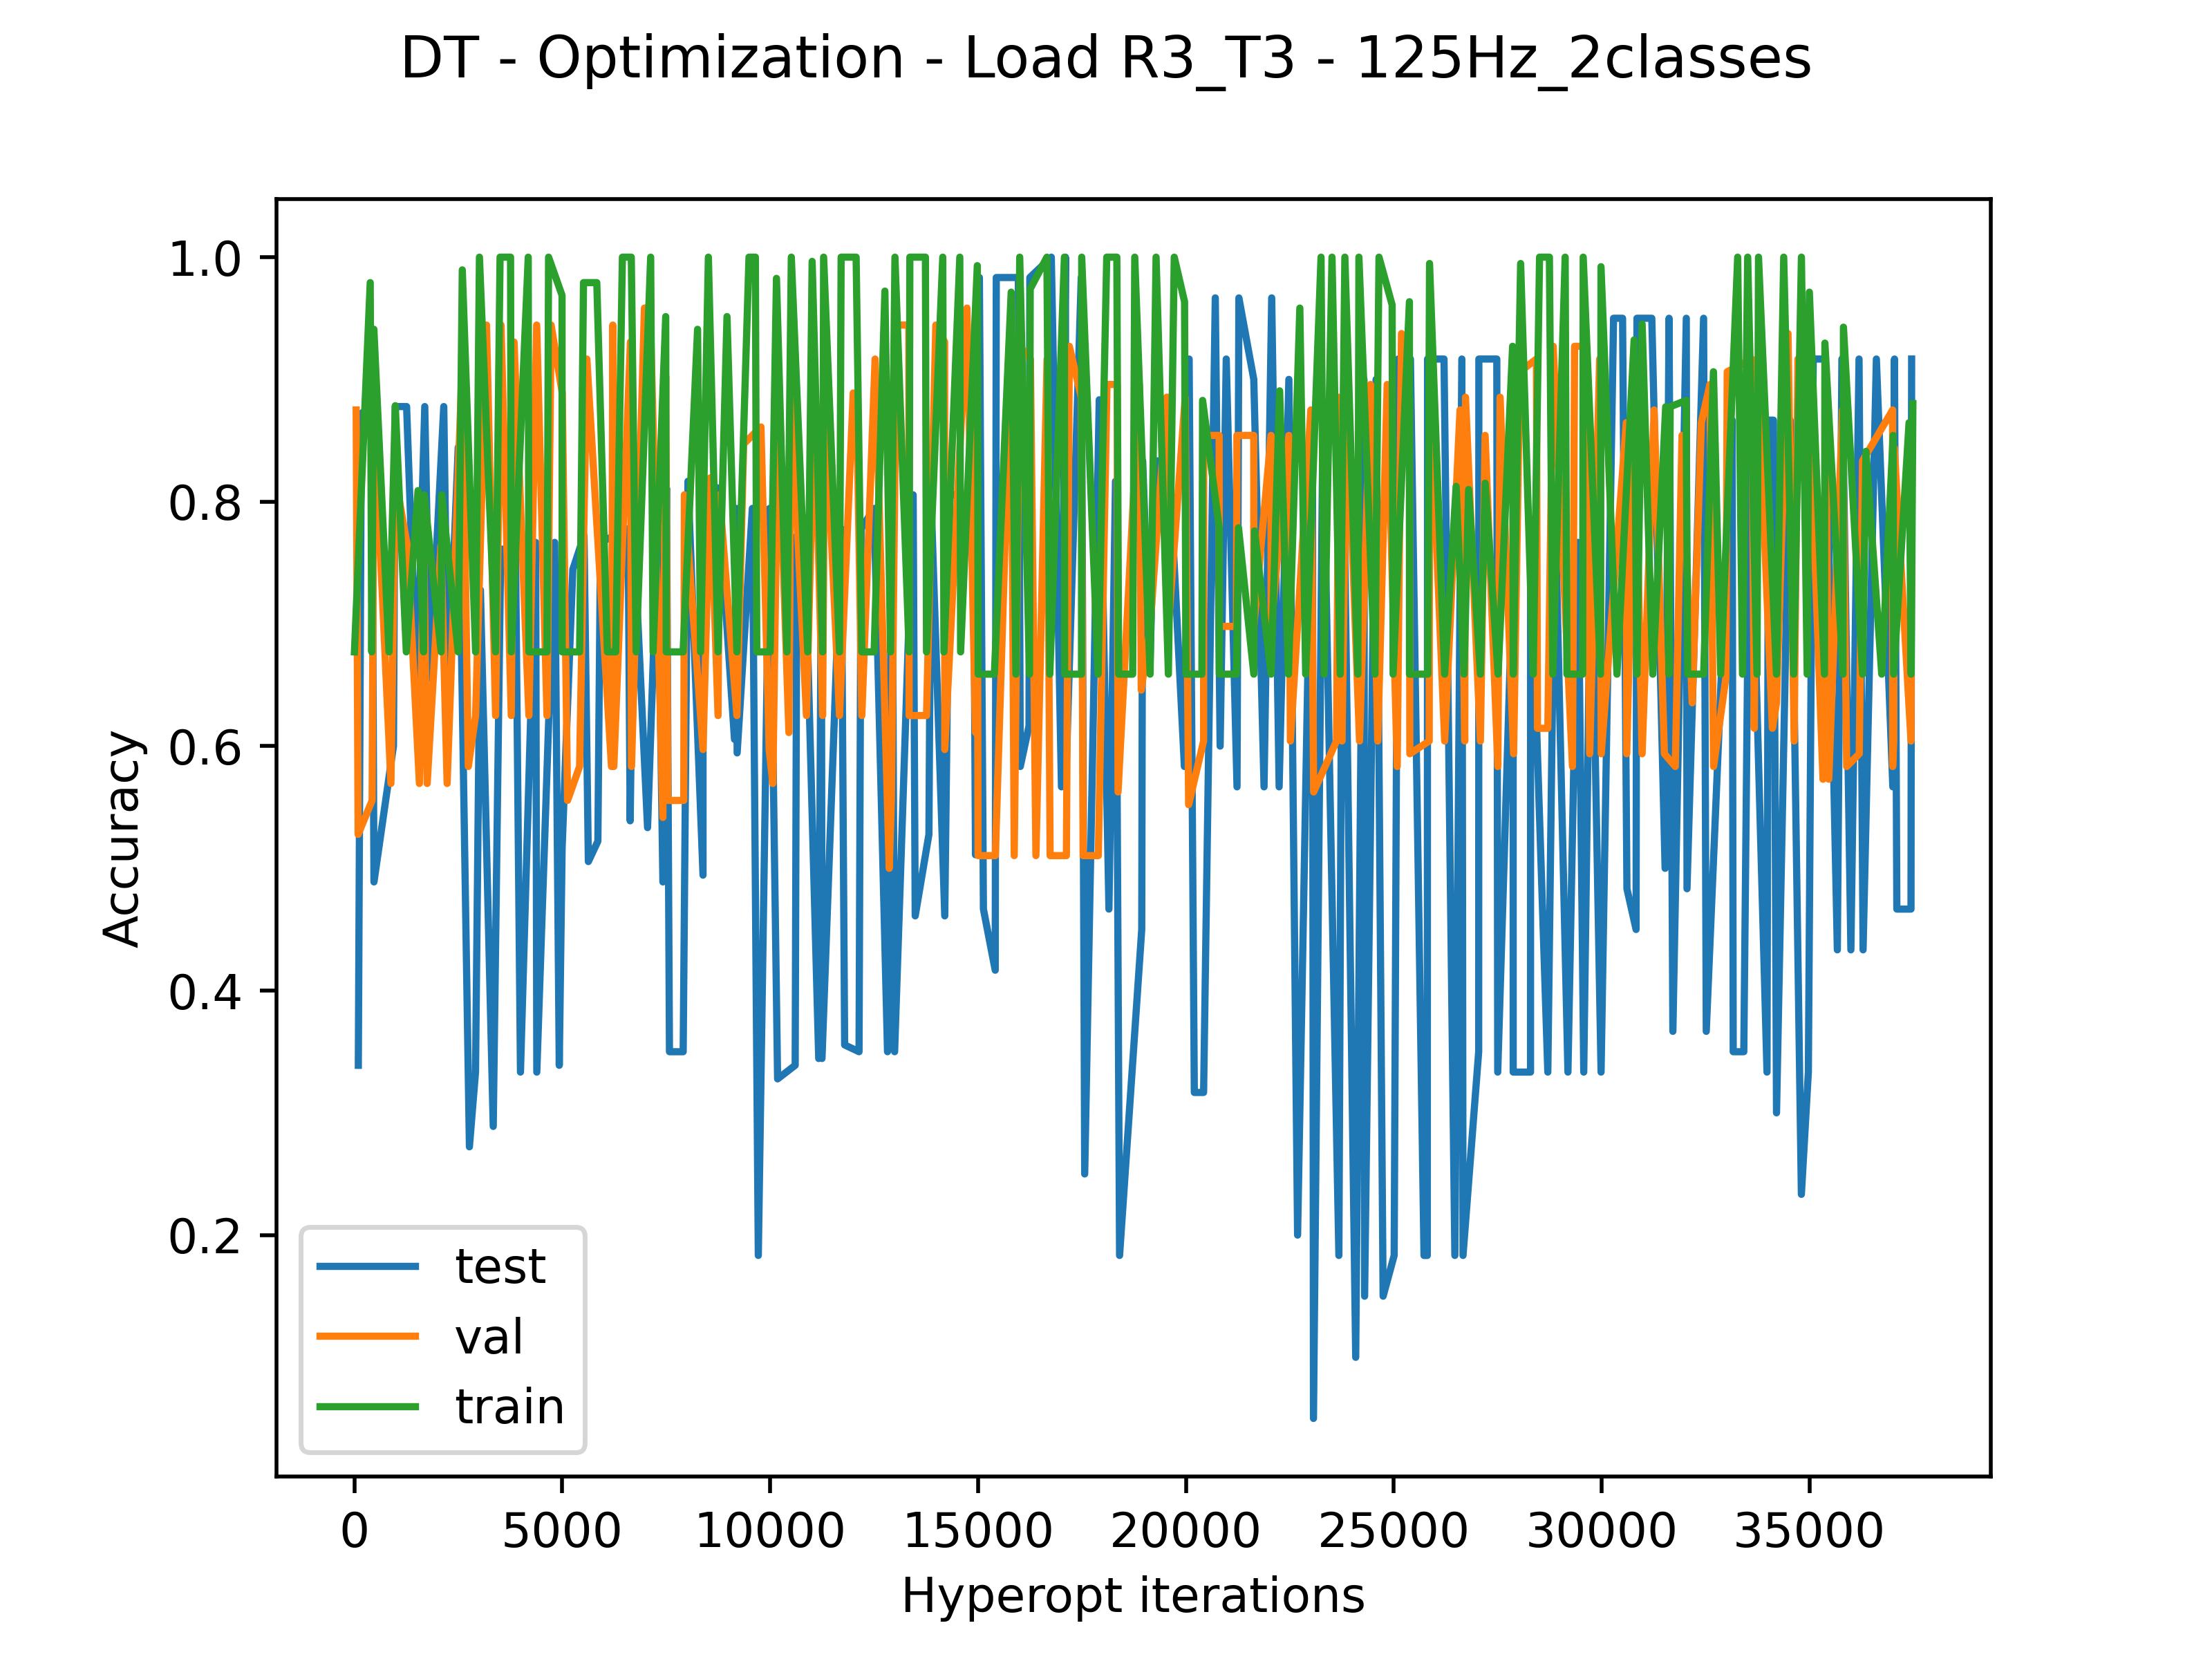 DT - Optimization - Load R3_T3 - 125Hz_2classes
1.0
0.8
0.6
0.4
0.2
Accuracy
test
val
train
0 5000 10000 15000 20000 25000 30000 35000
Hyperopt iterations